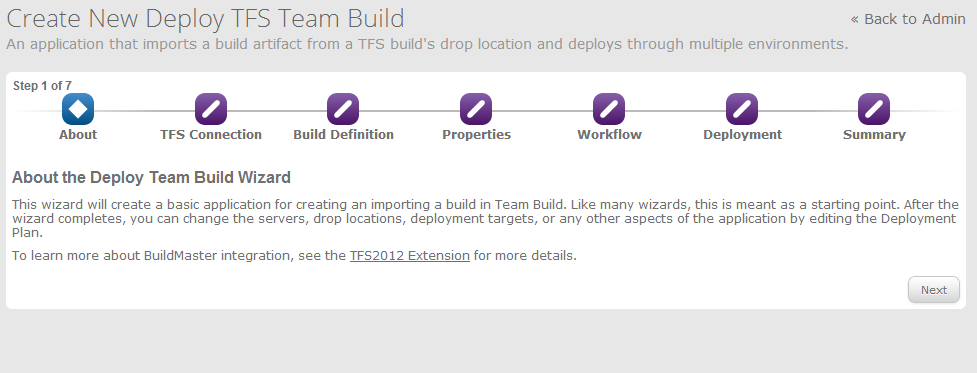 Create New Deploy TFS Team Build
« Back to Admin
An application that imports a build artifact from a TFS build's drop location and deploys through multiple environments.
Step 1 of 7
About
TFS Connection
Build Definition
Properties
Workflow
Deployment
Summary
About the Deploy Team Build Wizard
This wizard will create a basic application for creating an importing a build in Team Build. Like many wizards, this is meant as a starting point. After the
wizard completes, you can change the servers, drop locations, deployment targets, or any other aspects of the application by editing the Deployment
Plan.
To learn more about BuildMaster integration, see the TFS2012 Extension for more details.
Next